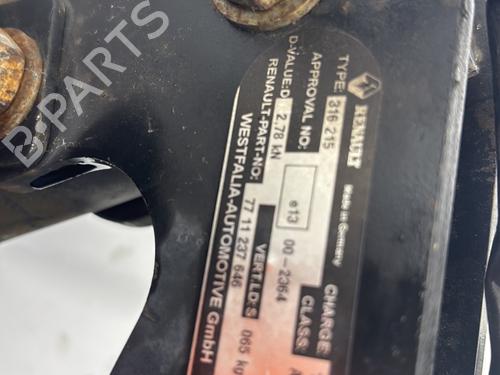 RENAULT
Made in Germany
TYPE: 316 215 CHARGE
APPROVAL NO: e13 00-2364 CLASS:
D-VALUE:D 2,78 kN VERT.LD:S 065 kg
RENAULT-PART-NO: 77 11 237 646
WESTFALIA-AUTOMOTIVE GmbH
B-PARTS